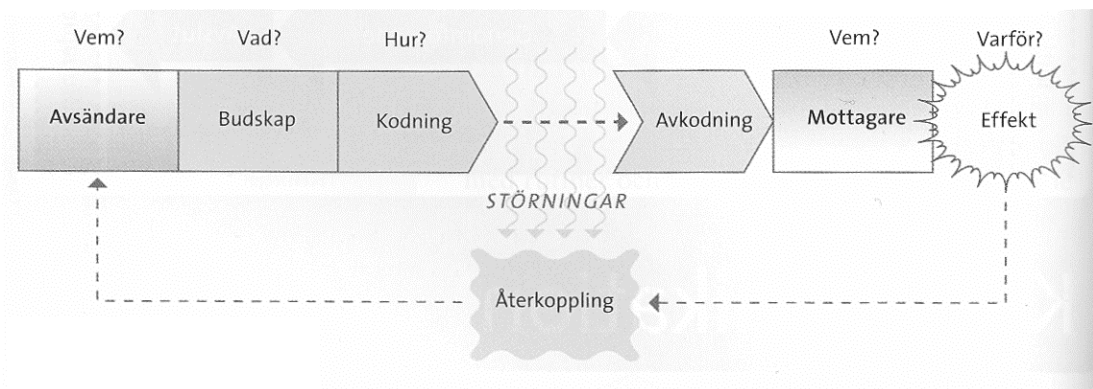 Vem?
Vad?
Hur?
Vem?
Varför?
Avsändare
Budskap
Kodning
Avkodning
Mottagare
Effekt
STÖRNINGAR
Återkoppling